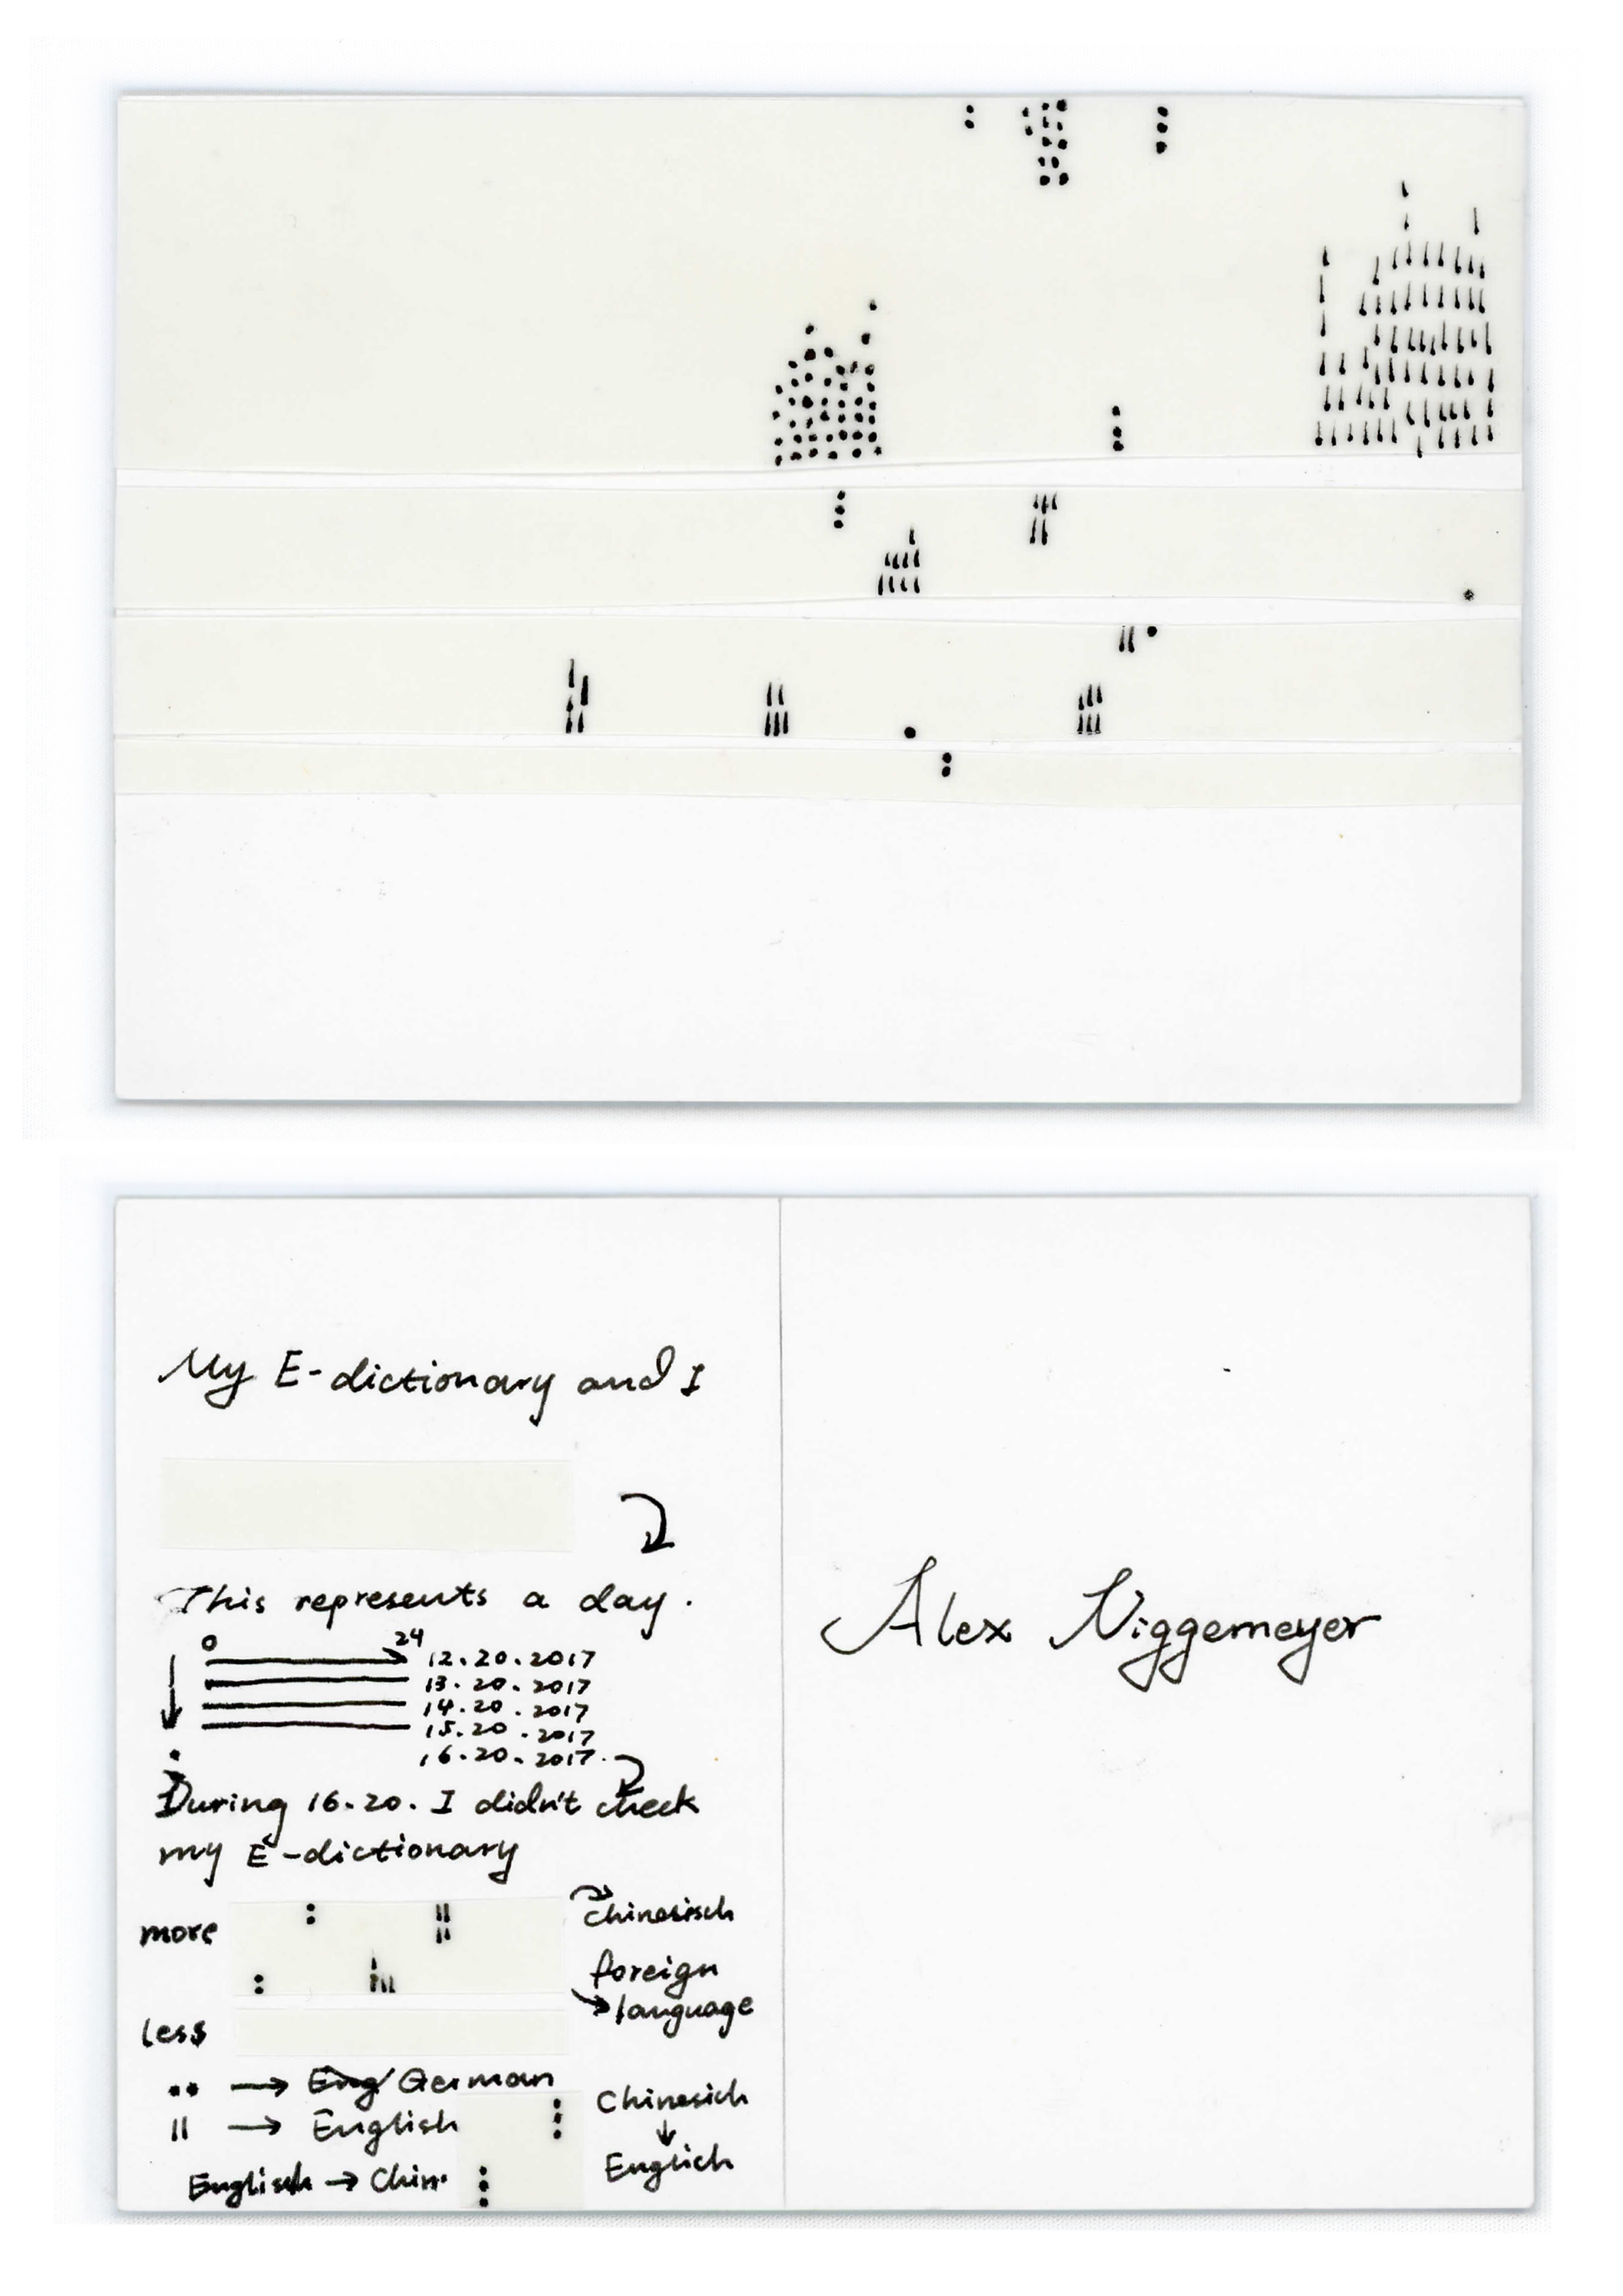 My E-dictionary and I
This represents a day.
0 24
12.20.2017
13.20.2017
14.20.2017
15.20.2017
16.20.2017.
During 16.20. I didn't check
my E-dictionary
more
Chinesisch
foreign
language
less
→ Eng/German
|| → English
Chinesich
↓
Englich
Englisch → Chin.
Alex Niggemeyer